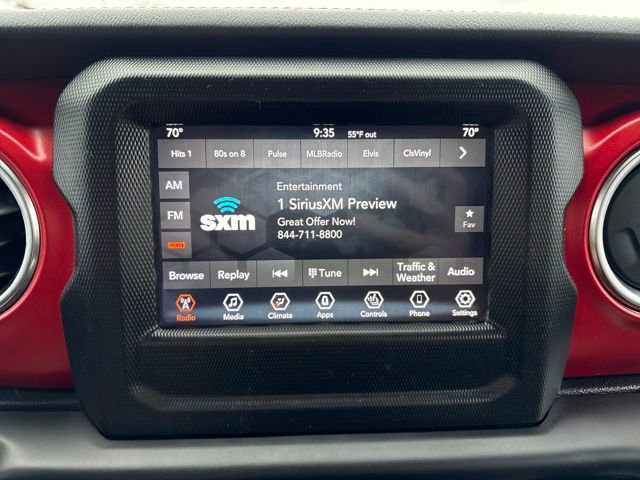 70° 9:35 55°F out 70°
Hits 1 80s on 8 Pulse MLBRadio Elvis ClsVinyl
AM
Entertainment
1 SiriusXM Preview
FM
sxm
Great Offer Now!
844-711-8800
Fav
Browse Replay Tune Traffic & Weather Audio
Radio Media Climate Apps Controls Phone Settings